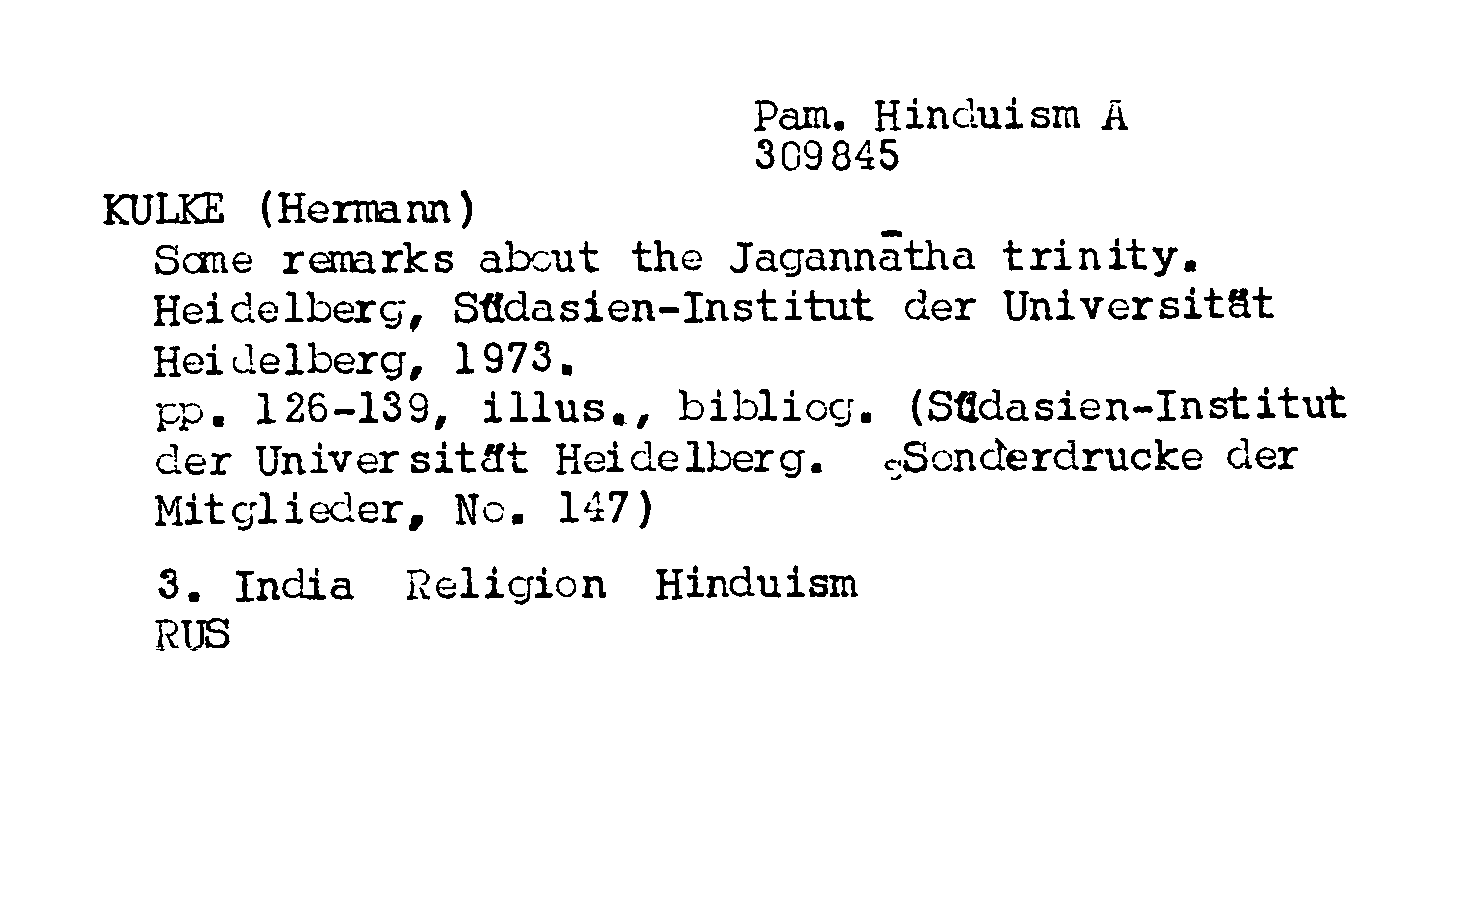 Pam. Hinduism A
309845
KULKE (Hermann)
Some remarks about the Jagannātha trinity.
Heidelberg, Südasien-Institut der Universität
Heidelberg, 1973.
pp. 126-139, illus., bibliog. (Südasien-Institut
der Universität Heidelberg. Sonderdrucke der
Mitglieder, No. 147)
3. India Religion Hinduism
RUS